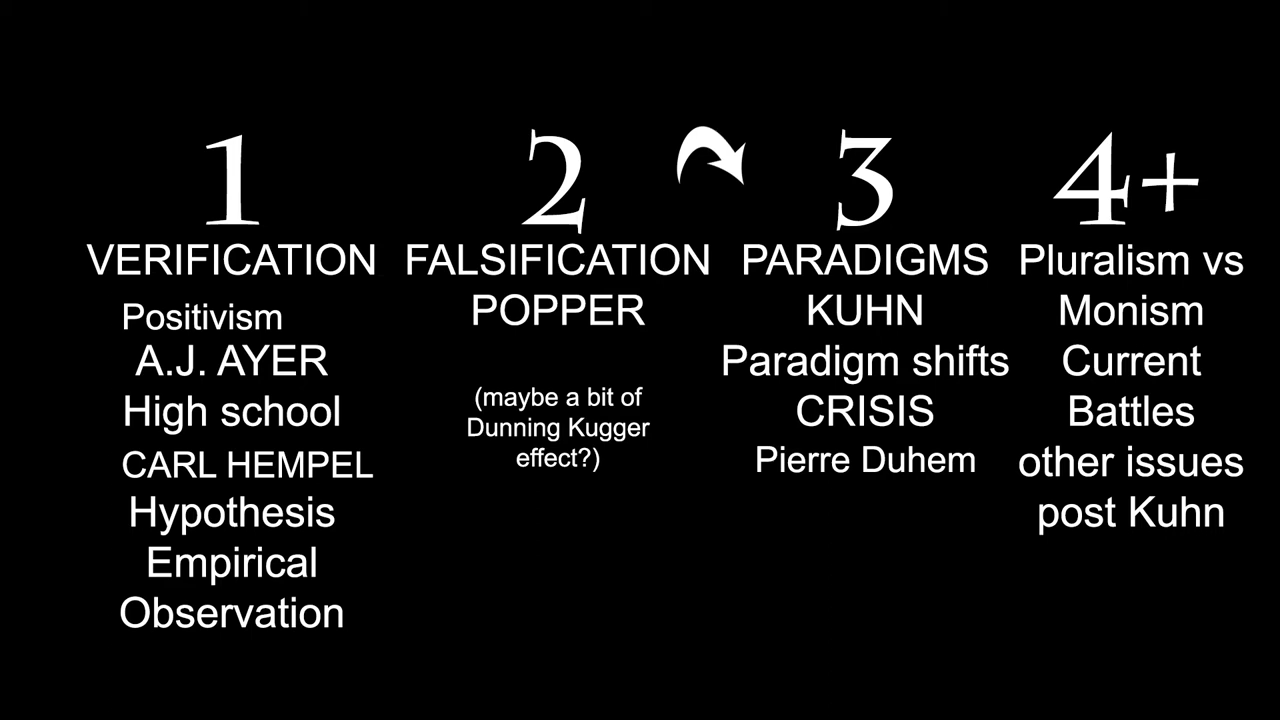 1
VERIFICATION
Positivism
A.J. AYER
High school
CARL HEMPEL
Hypothesis
Empirical
Observation
2
FALSIFICATION
POPPER
(maybe a bit of
Dunning Kugger
effect?)
3
PARADIGMS
KUHN
Paradigm shifts
CRISIS
Pierre Duhem
4+
Pluralism vs
Monism
Current
Battles
other issues
post Kuhn